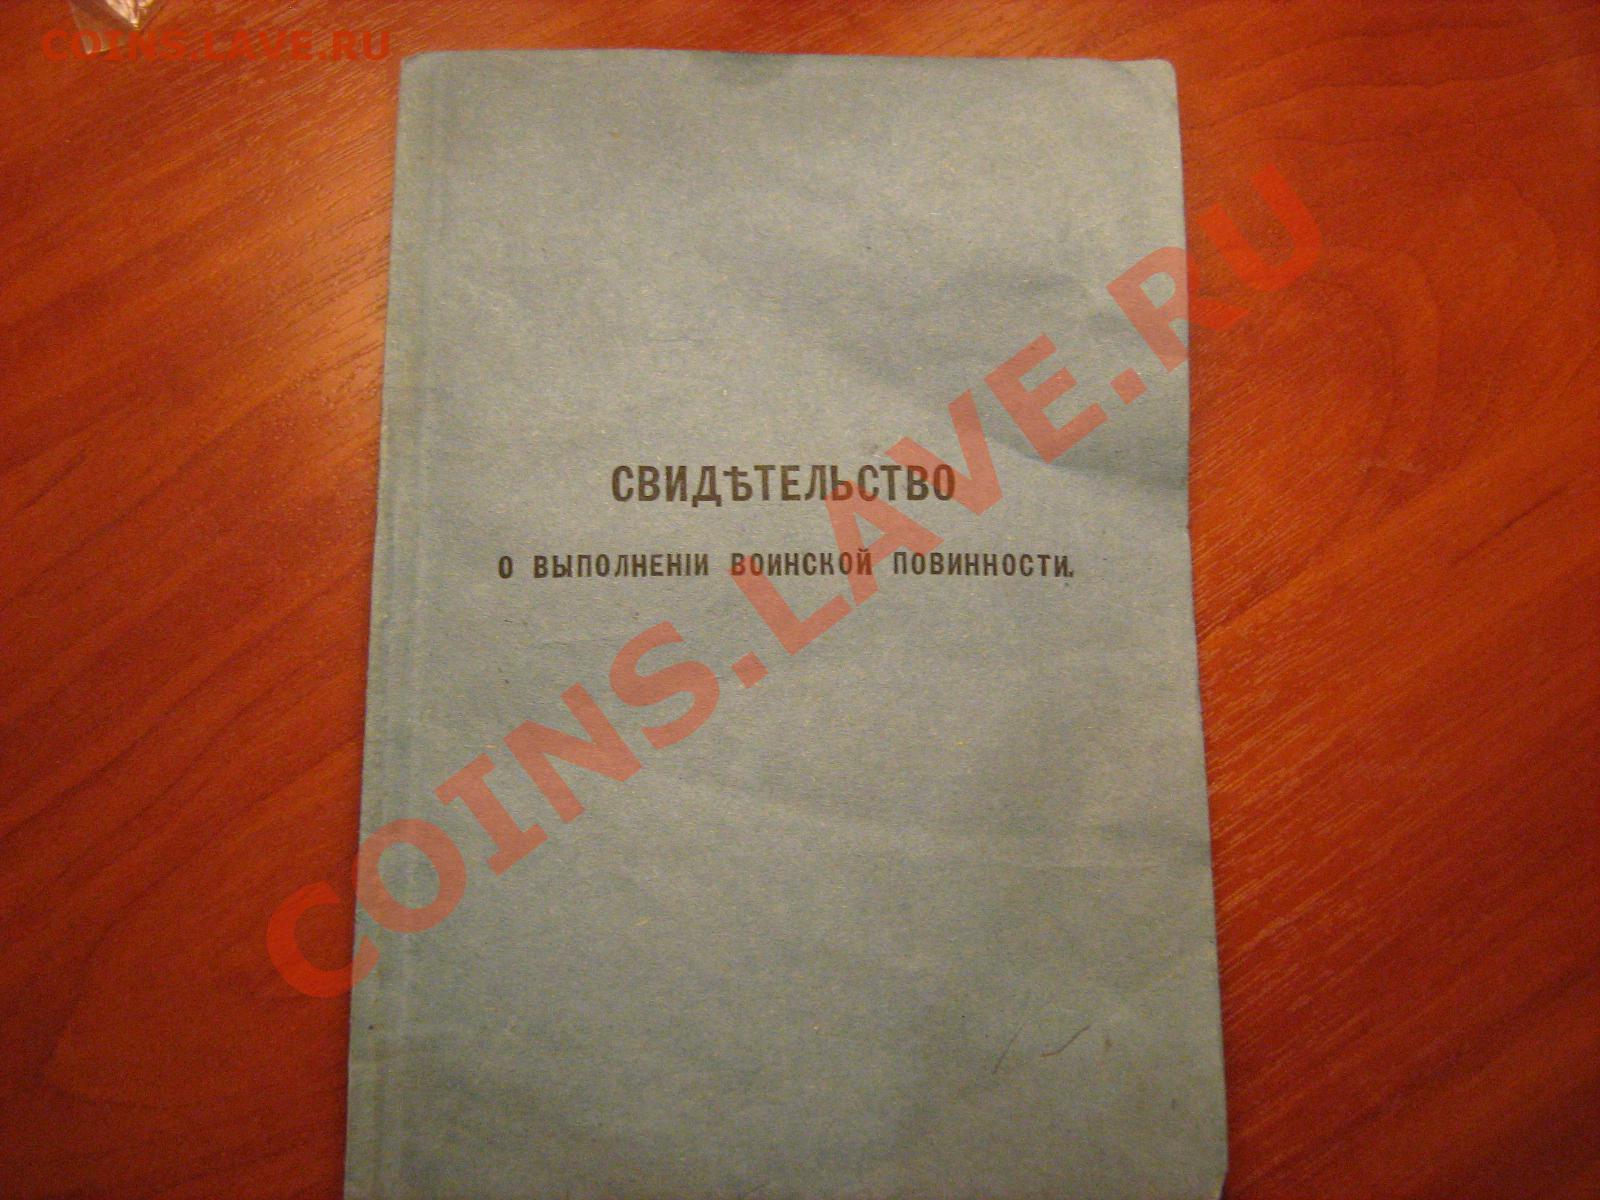 COINS.LAVE.RU
СВИДѢТЕЛЬСТВО
О ВЫПОЛНЕНІИ ВОИНСКОЙ ПОВИННОСТИ.
COINS.LAVE.RU